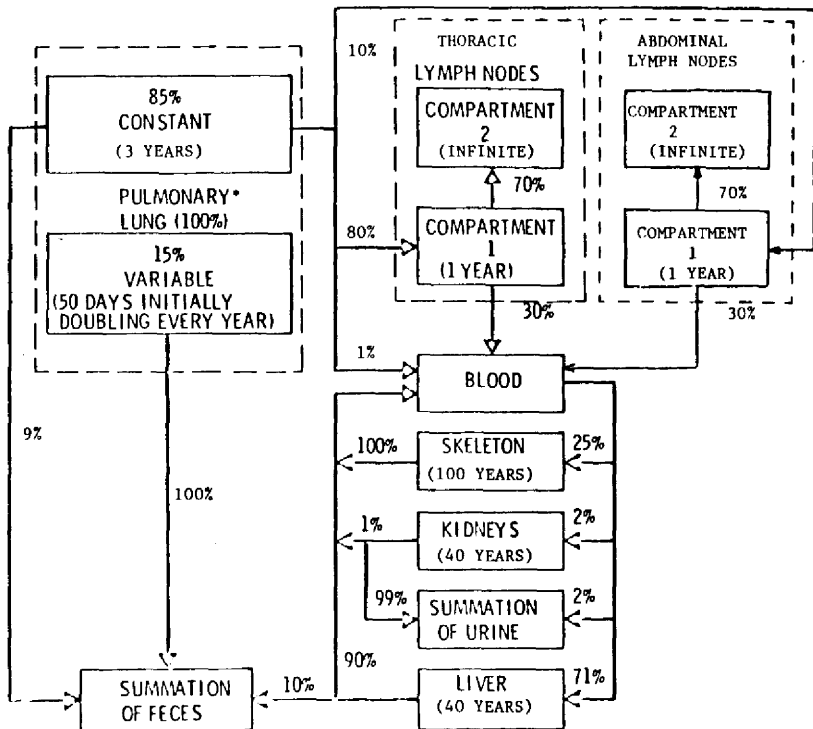 85%
CONSTANT
(3 YEARS)
PULMONARY*
LUNG (100%)
15%
VARIABLE
(50 DAYS INITIALLY
DOUBLING EVERY YEAR)
10%
THORACIC
LYMPH NODES
COMPARTMENT
2
(INFINITE)
70%
80%
COMPARTMENT
1
(1 YEAR)
30%
ABDOMINAL
LYMPH NODES
COMPARTMENT
2
(INFINITE)
70%
COMPARTMENT
1
(1 YEAR)
30%
1%
BLOOD
9%
100%
100%
SKELETON
(100 YEARS)
25%
1%
KIDNEYS
(40 YEARS)
2%
99%
SUMMATION
OF URINE
2%
90%
SUMMATION
OF FECES
10%
LIVER
(40 YEARS)
71%